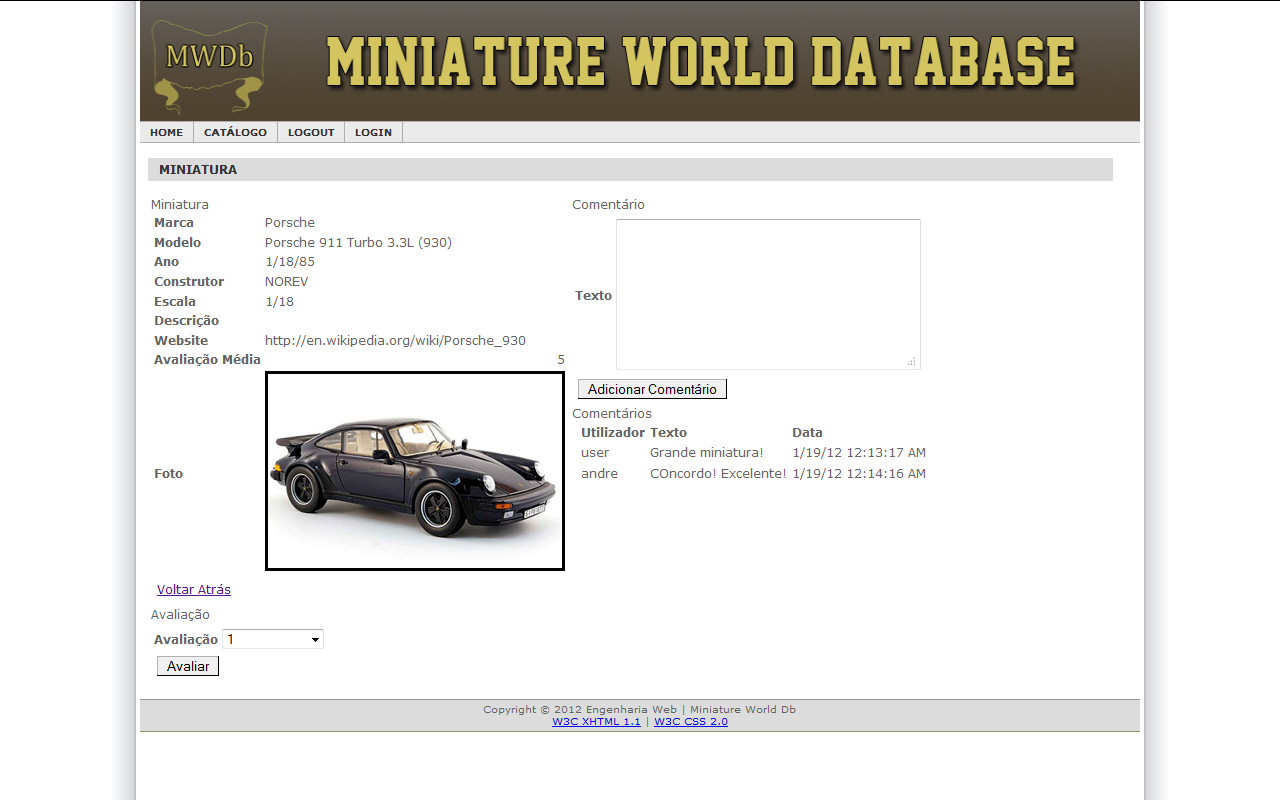 MWDb
MINIATURE WORLD DATABASE
HOME CATÁLOGO LOGOUT LOGIN
MINIATURA
Miniatura
Marca Porsche
Modelo Porsche 911 Turbo 3.3L (930)
Ano 1/18/85
Construtor NOREV
Escala 1/18
Descrição
Website http://en.wikipedia.org/wiki/Porsche_930
Avaliação Média 5
Foto
Voltar Atrás
Avaliação
Avaliação 1
Avaliar
Comentário
Texto
Adicionar Comentário
Comentários
Utilizador Texto Data
user Grande miniatura! 1/19/12 12:13:17 AM
andre COncordo! Excelente! 1/19/12 12:14:16 AM
Copyright © 2012 Engenharia Web | Miniature World Db
W3C XHTML 1.1 | W3C CSS 2.0